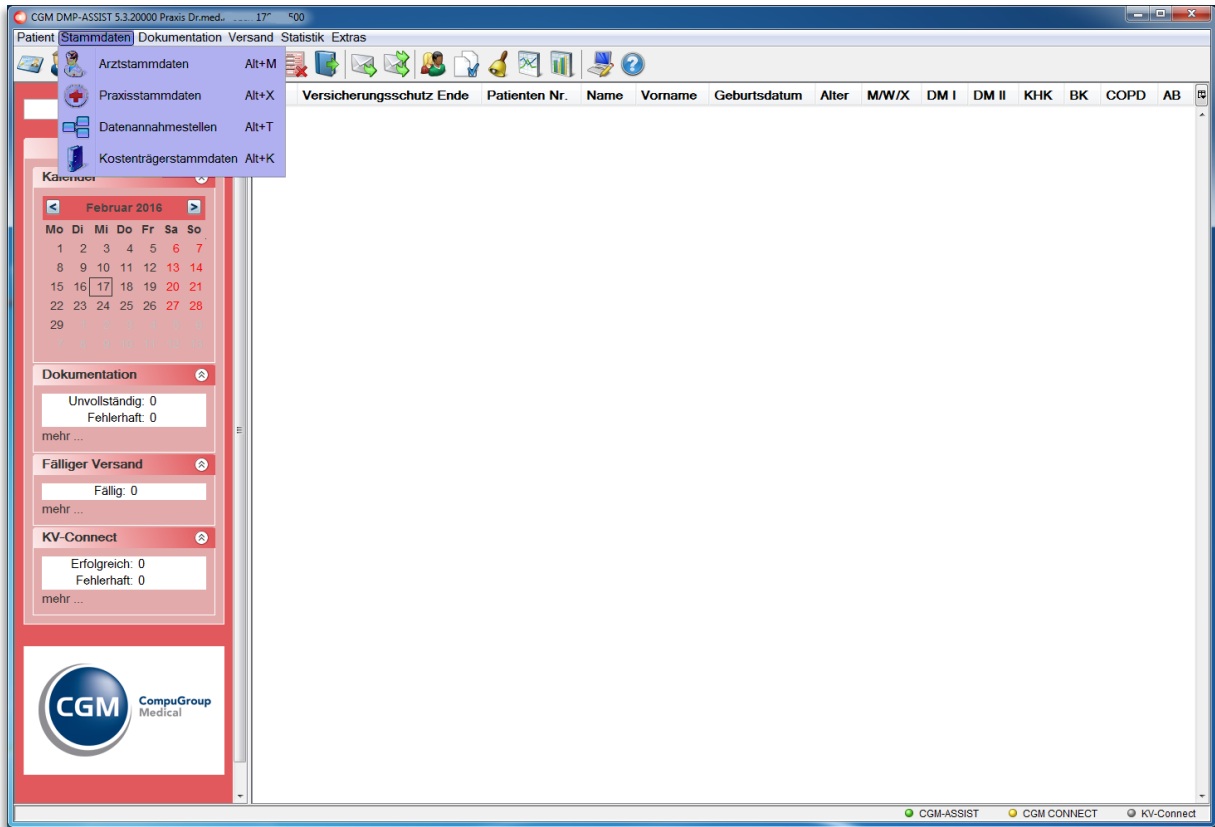 CGM DMP-ASSIST 5.3.20000 Praxis Dr.med..
Patient Stammdaten Dokumentation Versand Statistik Extras
Arztstammdaten Alt+M
Praxisstammdaten Alt+X
Datenannahmestellen Alt+T
Kostenträgerstammdaten Alt+K
Versicherungsschutz Ende Patienten Nr. Name Vorname Geburtsdatum Alter M/W/X DM I DM II KHK BK COPD AB
Kalender
Februar 2016
Mo Di Mi Do Fr Sa So
1 2 3 4 5 6 7
8 9 10 11 12 13 14
15 16 17 18 19 20 21
22 23 24 25 26 27 28
29
Dokumentation
Unvollständig: 0
Fehlerhaft: 0
mehr ...
Fälliger Versand
Fällig: 0
mehr ...
KV-Connect
Erfolgreich: 0
Fehlerhaft: 0
mehr ...
CGM CompuGroup
Medical
CGM-ASSIST CGM CONNECT KV-Connect